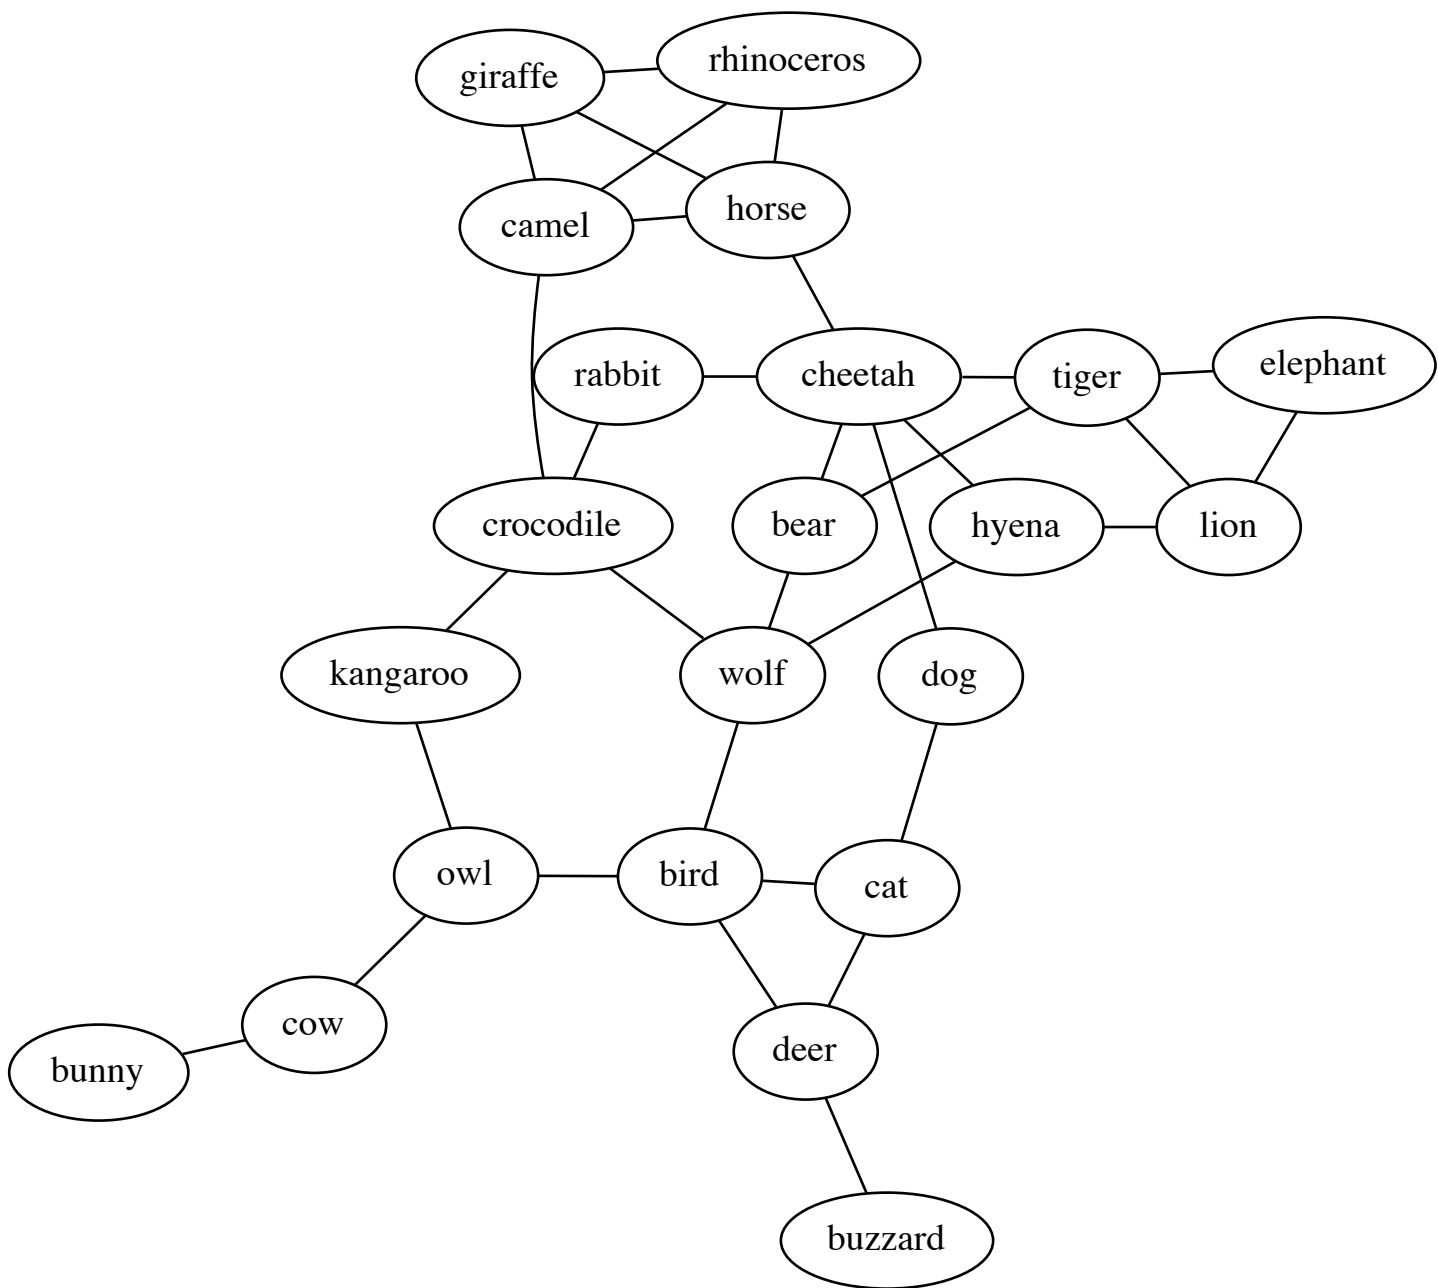 giraffe
rhinoceros
camel
horse
rabbit
cheetah
tiger
elephant
crocodile
bear
hyena
lion
kangaroo
wolf
dog
owl
bird
cat
cow
bunny
deer
buzzard